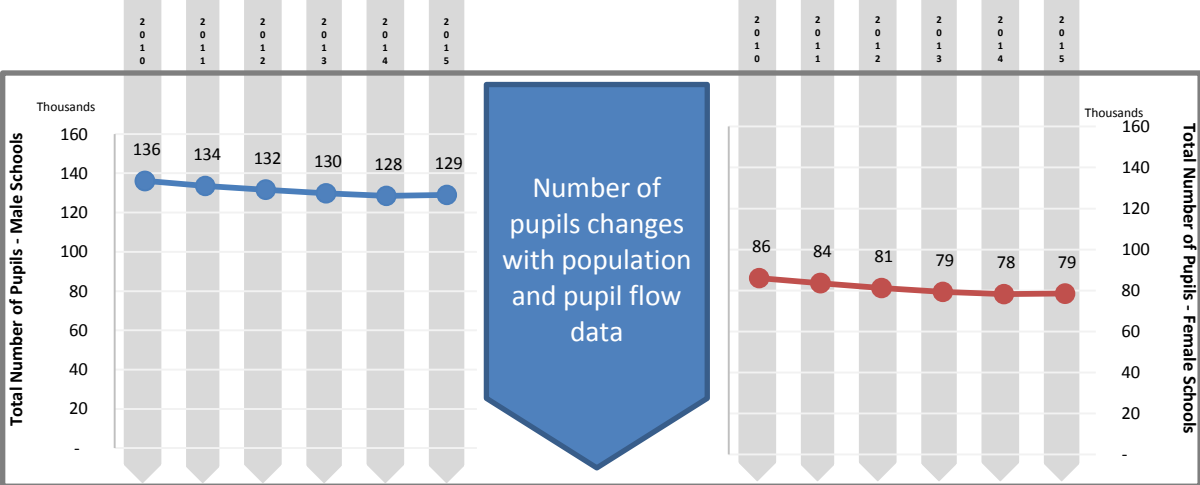 2010 2011 2012 2013 2014 2015
2010 2011 2012 2013 2014 2015
Total Number of Pupils - Male Schools
Thousands
160
140
120
100
80
60
40
20
-
136 134 132 130 128 129
Number of
pupils changes
with population
and pupil flow
data
86 84 81 79 78 79
Thousands
160
140
120
100
80
60
40
20
-
Total Number of Pupils - Female Schools